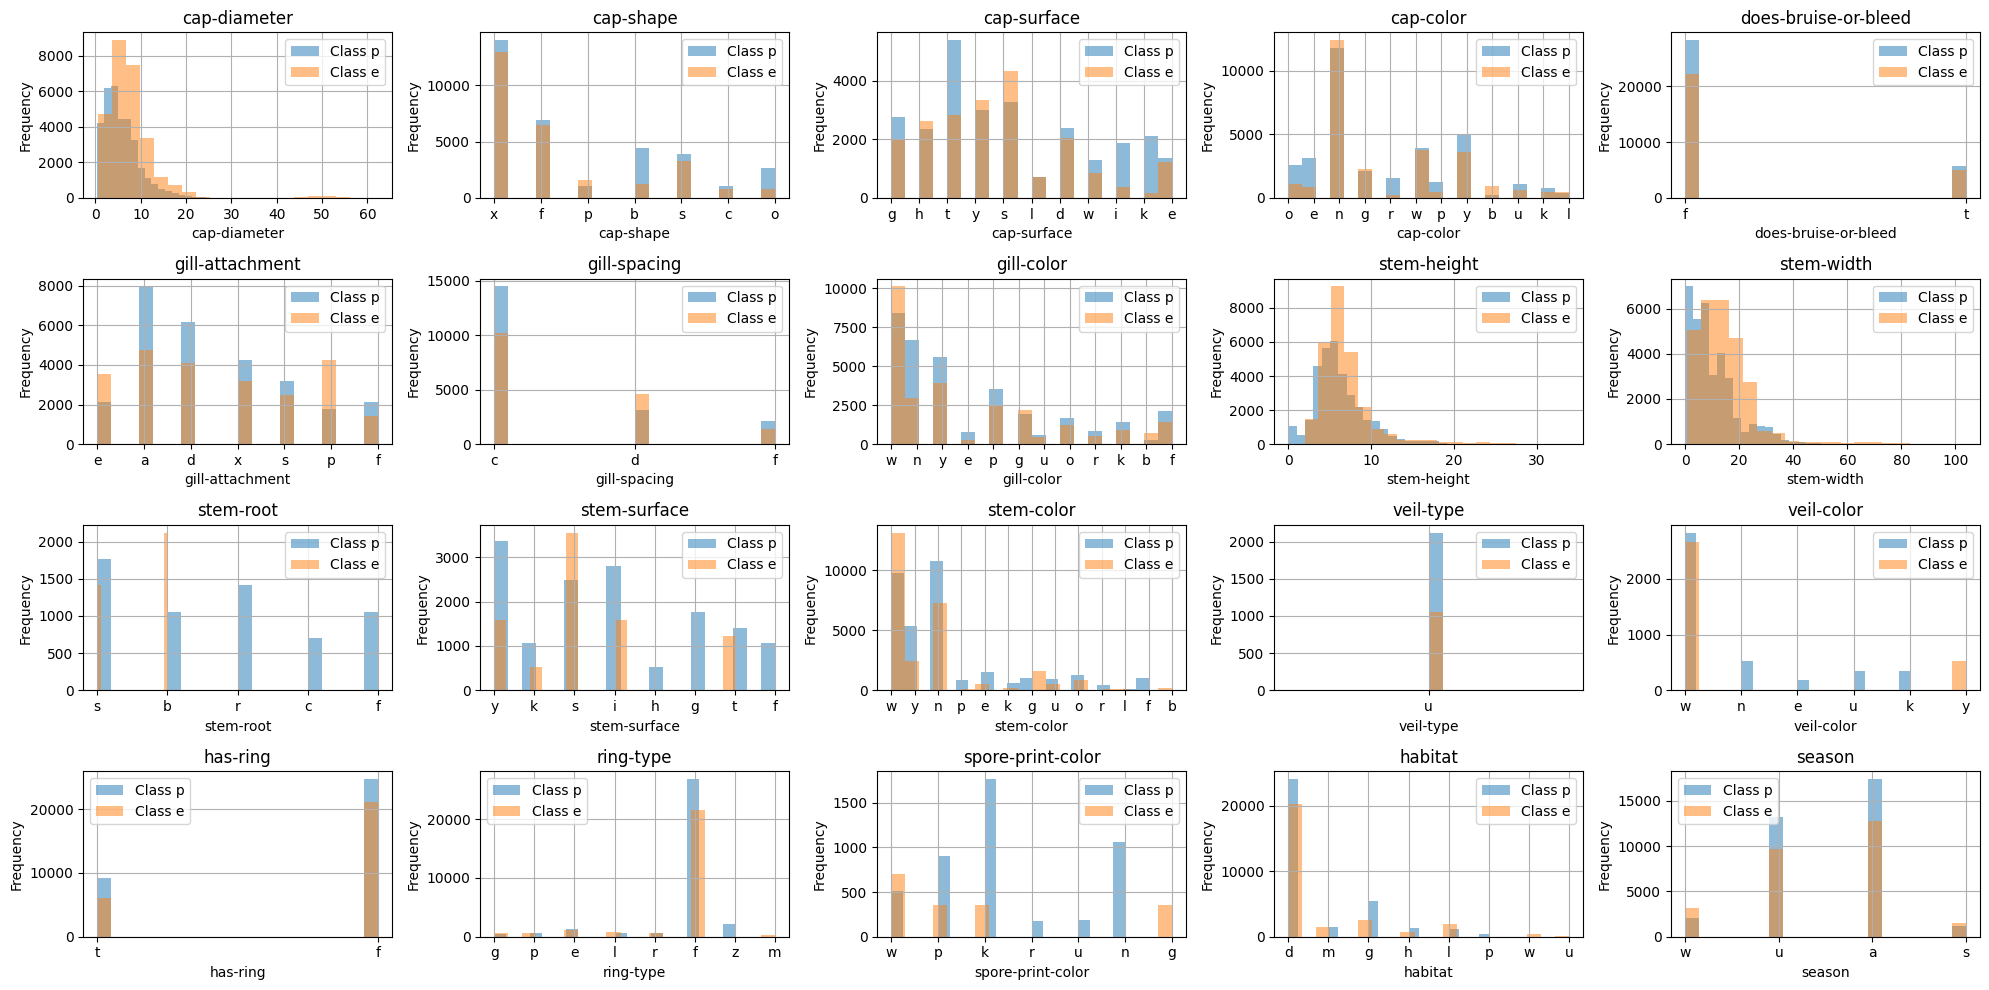 cap-diameter
8000
6000
4000
2000
0
Frequency
0 10 20 30 40 50 60
cap-diameter
Class p
Class e
cap-shape
10000
5000
0
Frequency
x f p b s c o
cap-shape
Class p
Class e
cap-surface
4000
2000
0
Frequency
g h t y s l d w i k e
cap-surface
Class p
Class e
cap-color
10000
5000
0
Frequency
o e n g r w p y b u k l
cap-color
Class p
Class e
does-bruise-or-bleed
20000
10000
0
Frequency
f t
does-bruise-or-bleed
Class p
Class e
gill-attachment
8000
6000
4000
2000
0
Frequency
e a d x s p f
gill-attachment
Class p
Class e
gill-spacing
15000
10000
5000
0
Frequency
c d f
gill-spacing
Class p
Class e
gill-color
10000
7500
5000
2500
0
Frequency
w n y e p g u o r k b f
gill-color
Class p
Class e
stem-height
8000
6000
4000
2000
0
Frequency
0 10 20 30
stem-height
Class p
Class e
stem-width
6000
4000
2000
0
Frequency
0 20 40 60 80 100
stem-width
Class p
Class e
stem-root
2000
1500
1000
500
0
Frequency
s b r c f
stem-root
Class p
Class e
stem-surface
3000
2000
1000
0
Frequency
y k s i h g t f
stem-surface
Class p
Class e
stem-color
10000
5000
0
Frequency
w y n p e k g u o r l f b
stem-color
Class p
Class e
veil-type
2000
1500
1000
500
0
Frequency
u
veil-type
Class p
Class e
veil-color
2000
1000
0
Frequency
w n e u k y
veil-color
Class p
Class e
has-ring
20000
10000
0
Frequency
t f
has-ring
Class p
Class e
ring-type
20000
10000
0
Frequency
g p e l r f z m
ring-type
Class p
Class e
spore-print-color
1500
1000
500
0
Frequency
w p k r u n g
spore-print-color
Class p
Class e
habitat
20000
10000
0
Frequency
d m g h l p w u
habitat
Class p
Class e
season
15000
10000
5000
0
Frequency
w u a s
season
Class p
Class e